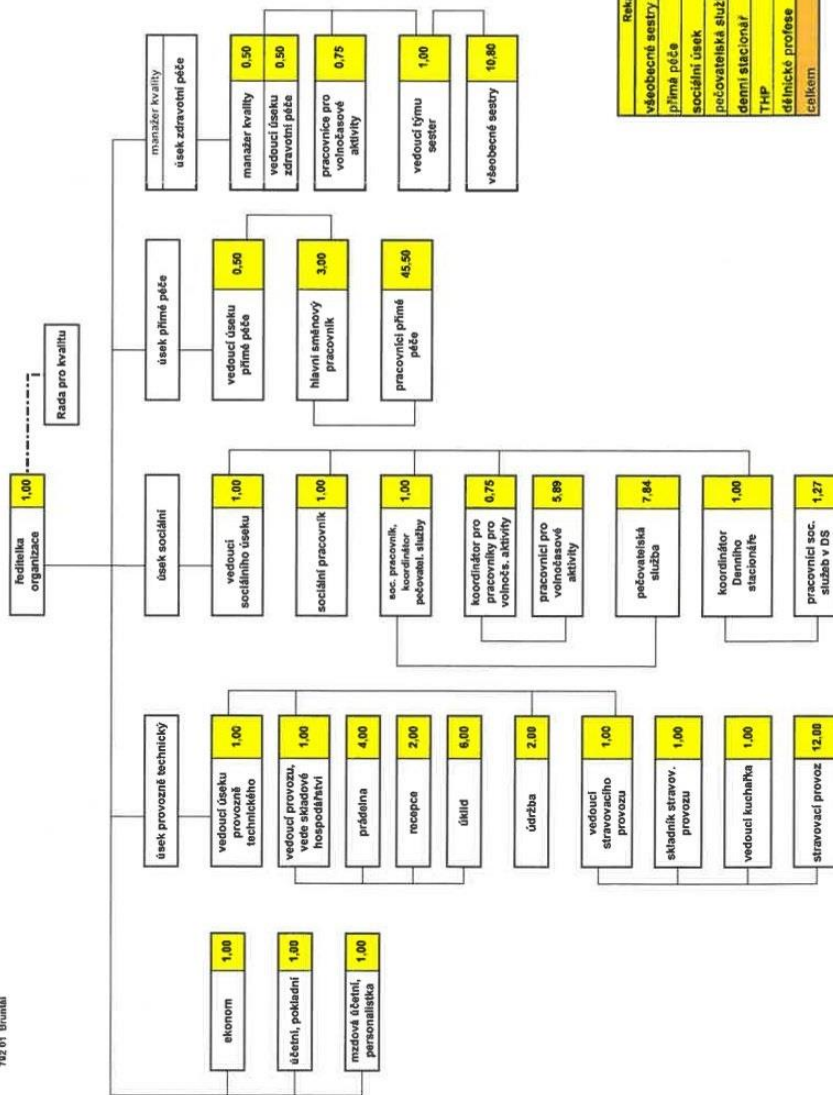 792 01 Bruntál
ředitelka
organizace
1,00
Rada pro kvalitu
ekonom
1,00
účetní, pokladní
1,00
mzdová účetní,
personalistka
1,00
úsek provozně technický
vedoucí úseku
provozně
technického
1,00
vedoucí provozu,
vede skladové
hospodářství
1,00
prádelna
4,00
recepce
2,00
úklid
6,00
údržba
2,00
vedoucí
stravovacího
provozu
1,00
skladník stravov.
provozu
1,00
vedoucí kuchařka
1,00
stravovací provoz
12,00
úsek sociální
vedoucí
sociálního úseku
1,00
sociální pracovník
1,00
soc. pracovník,
koordinátor
pečovatel. služby
1,00
koordinátor pro
pracovníky pro
volnočs. aktivity
0,75
pracovníci pro
volnočasové
aktivity
5,89
pečovatelská
služba
7,84
koordinátor
Denního
stacionáře
1,00
pracovníci soc.
služeb v DS
1,27
úsek přímé péče
vedoucí úseku
přímé péče
0,50
hlavní směnový
pracovník
3,00
pracovníci přímé
péče
45,50
manažer kvality
úsek zdravotní péče
manažer kvality
0,50
vedoucí úseku
zdravotní péče
0,50
pracovníce pro
volnočasové
aktivity
0,75
vedoucí týmu
sester
1,00
všeobecné sestry
10,80
Rek
všeobecné sestry
přímá péče
sociální úsek
pečovatelská služ
denní stacionář
THP
dělnické profese
celkem